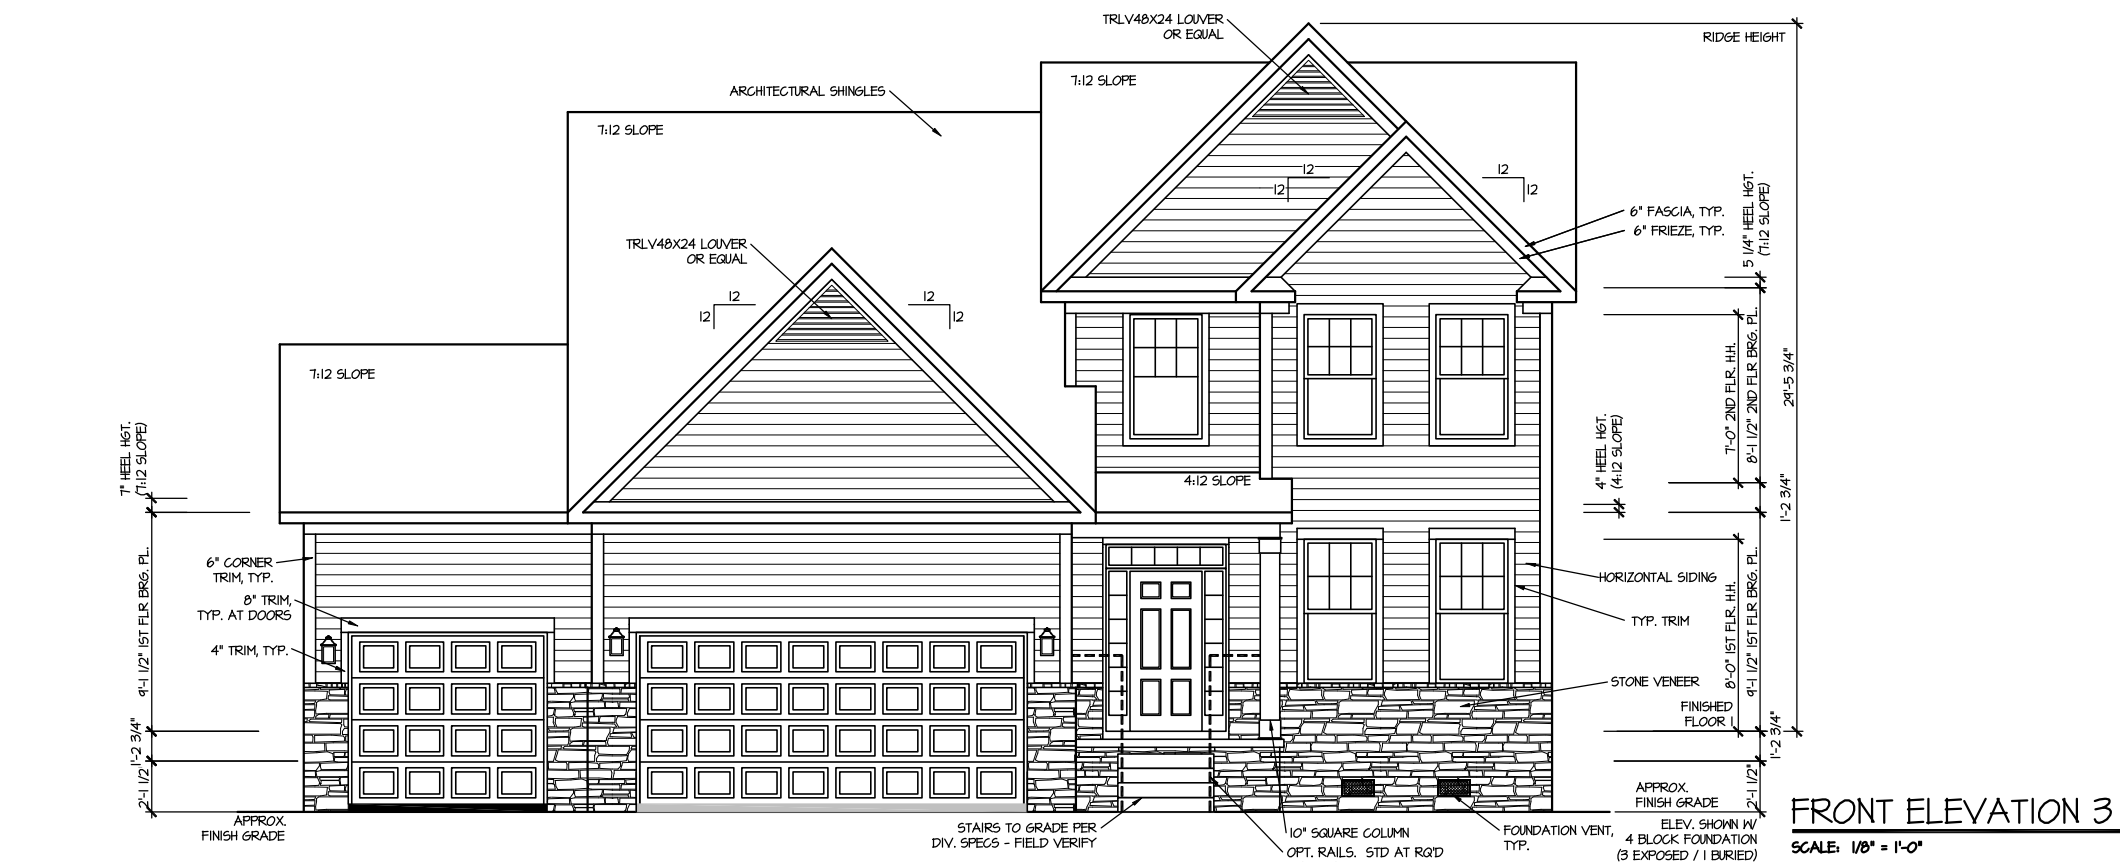 TRLV48X24 LOUVER
OR EQUAL
RIDGE HEIGHT
7:12 SLOPE
ARCHITECTURAL SHINGLES
7:12 SLOPE
12
12
12
12
5 1/4" HEEL HGT.
(7:12 SLOPE)
6" FASCIA, TYP.
6" FRIEZE, TYP.
TRLV48X24 LOUVER
OR EQUAL
12
12
12
12
7:12 SLOPE
7'-0" 2ND FLR. H.H.
8'-1 1/2" 2ND FLR BRG. PL.
29'-5 3/4"
7" HEEL HGT.
(7:12 SLOPE)
4" HEEL HGT.
(4:12 SLOPE)
4:12 SLOPE
1'-2 3/4"
6" CORNER
TRIM, TYP.
8" TRIM,
TYP. AT DOORS
4" TRIM, TYP.
9'-1 1/2" 1ST FLR BRG. PL.
HORIZONTAL SIDING
TYP. TRIM
8'-0" 1ST FLR. H.H.
9'-1 1/2" 1ST FLR BRG. PL.
STONE VENEER
FINISHED
FLOOR
1'-2 3/4"
1'-2 3/4"
2'-1 1/2"
2'-1 1/2"
APPROX.
FINISH GRADE
APPROX.
FINISH GRADE
STAIRS TO GRADE PER
DIV. SPECS - FIELD VERIFY
10" SQUARE COLUMN
OPT. RAILS. STD AT RQ'D
FOUNDATION VENT,
TYP.
ELEV. SHOWN W/
4 BLOCK FOUNDATION
(3 EXPOSED / 1 BURIED)
FRONT ELEVATION 3
SCALE: 1/8" = 1'-0"